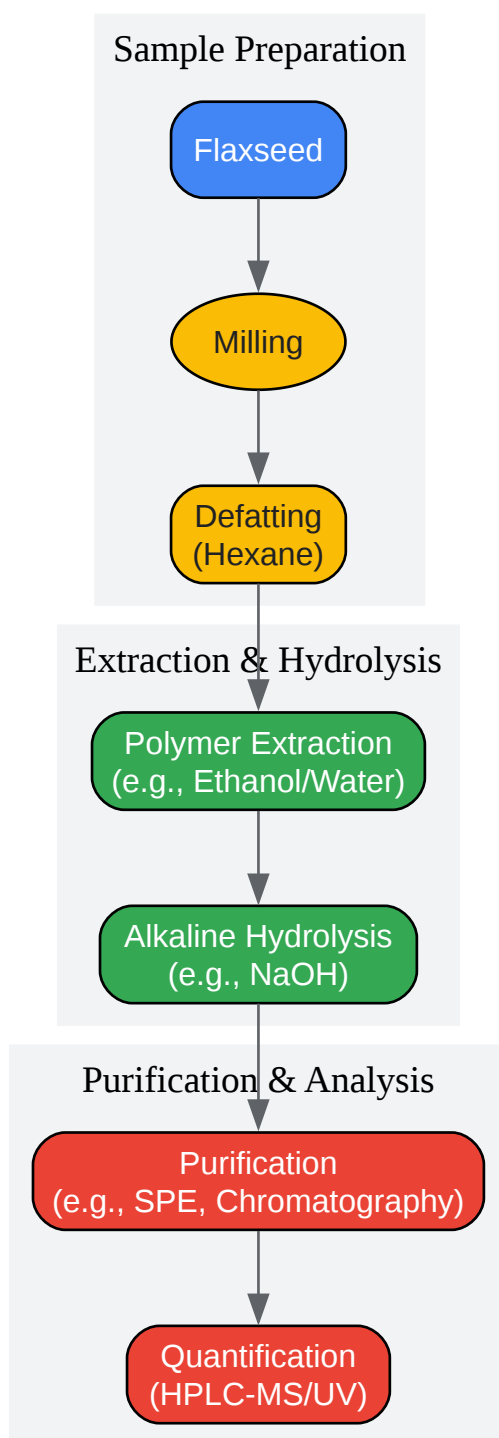 Sample Preparation
Flaxseed
Milling
Defatting
(Hexane)
Extraction & Hydrolysis
Polymer Extraction
(e.g., Ethanol/Water)
Alkaline Hydrolysis
(e.g., NaOH)
Purification & Analysis
Purification
(e.g., SPE, Chromatography)
Quantification
(HPLC-MS/UV)